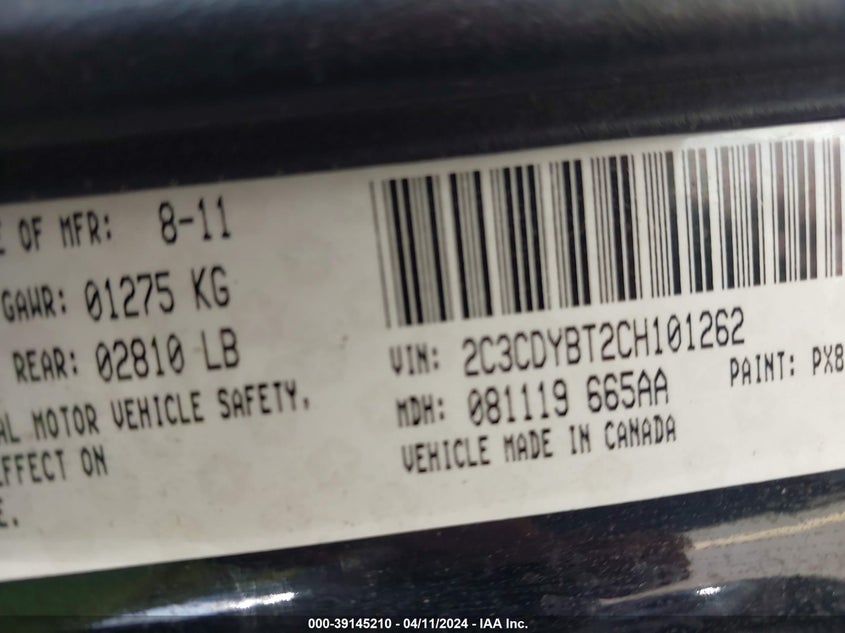 E OF MFR: 8-11
GAWR: 01275 KG
REAR: 02810 LB
AL MOTOR VEHICLE SAFETY,
EFFECT ON
E.
VIN: 2C3CDYBT2CH101262
MDH: 081119 665AA PAINT: PX8
VEHICLE MADE IN CANADA
000-39145210 - 04/11/2024 - IAA Inc.